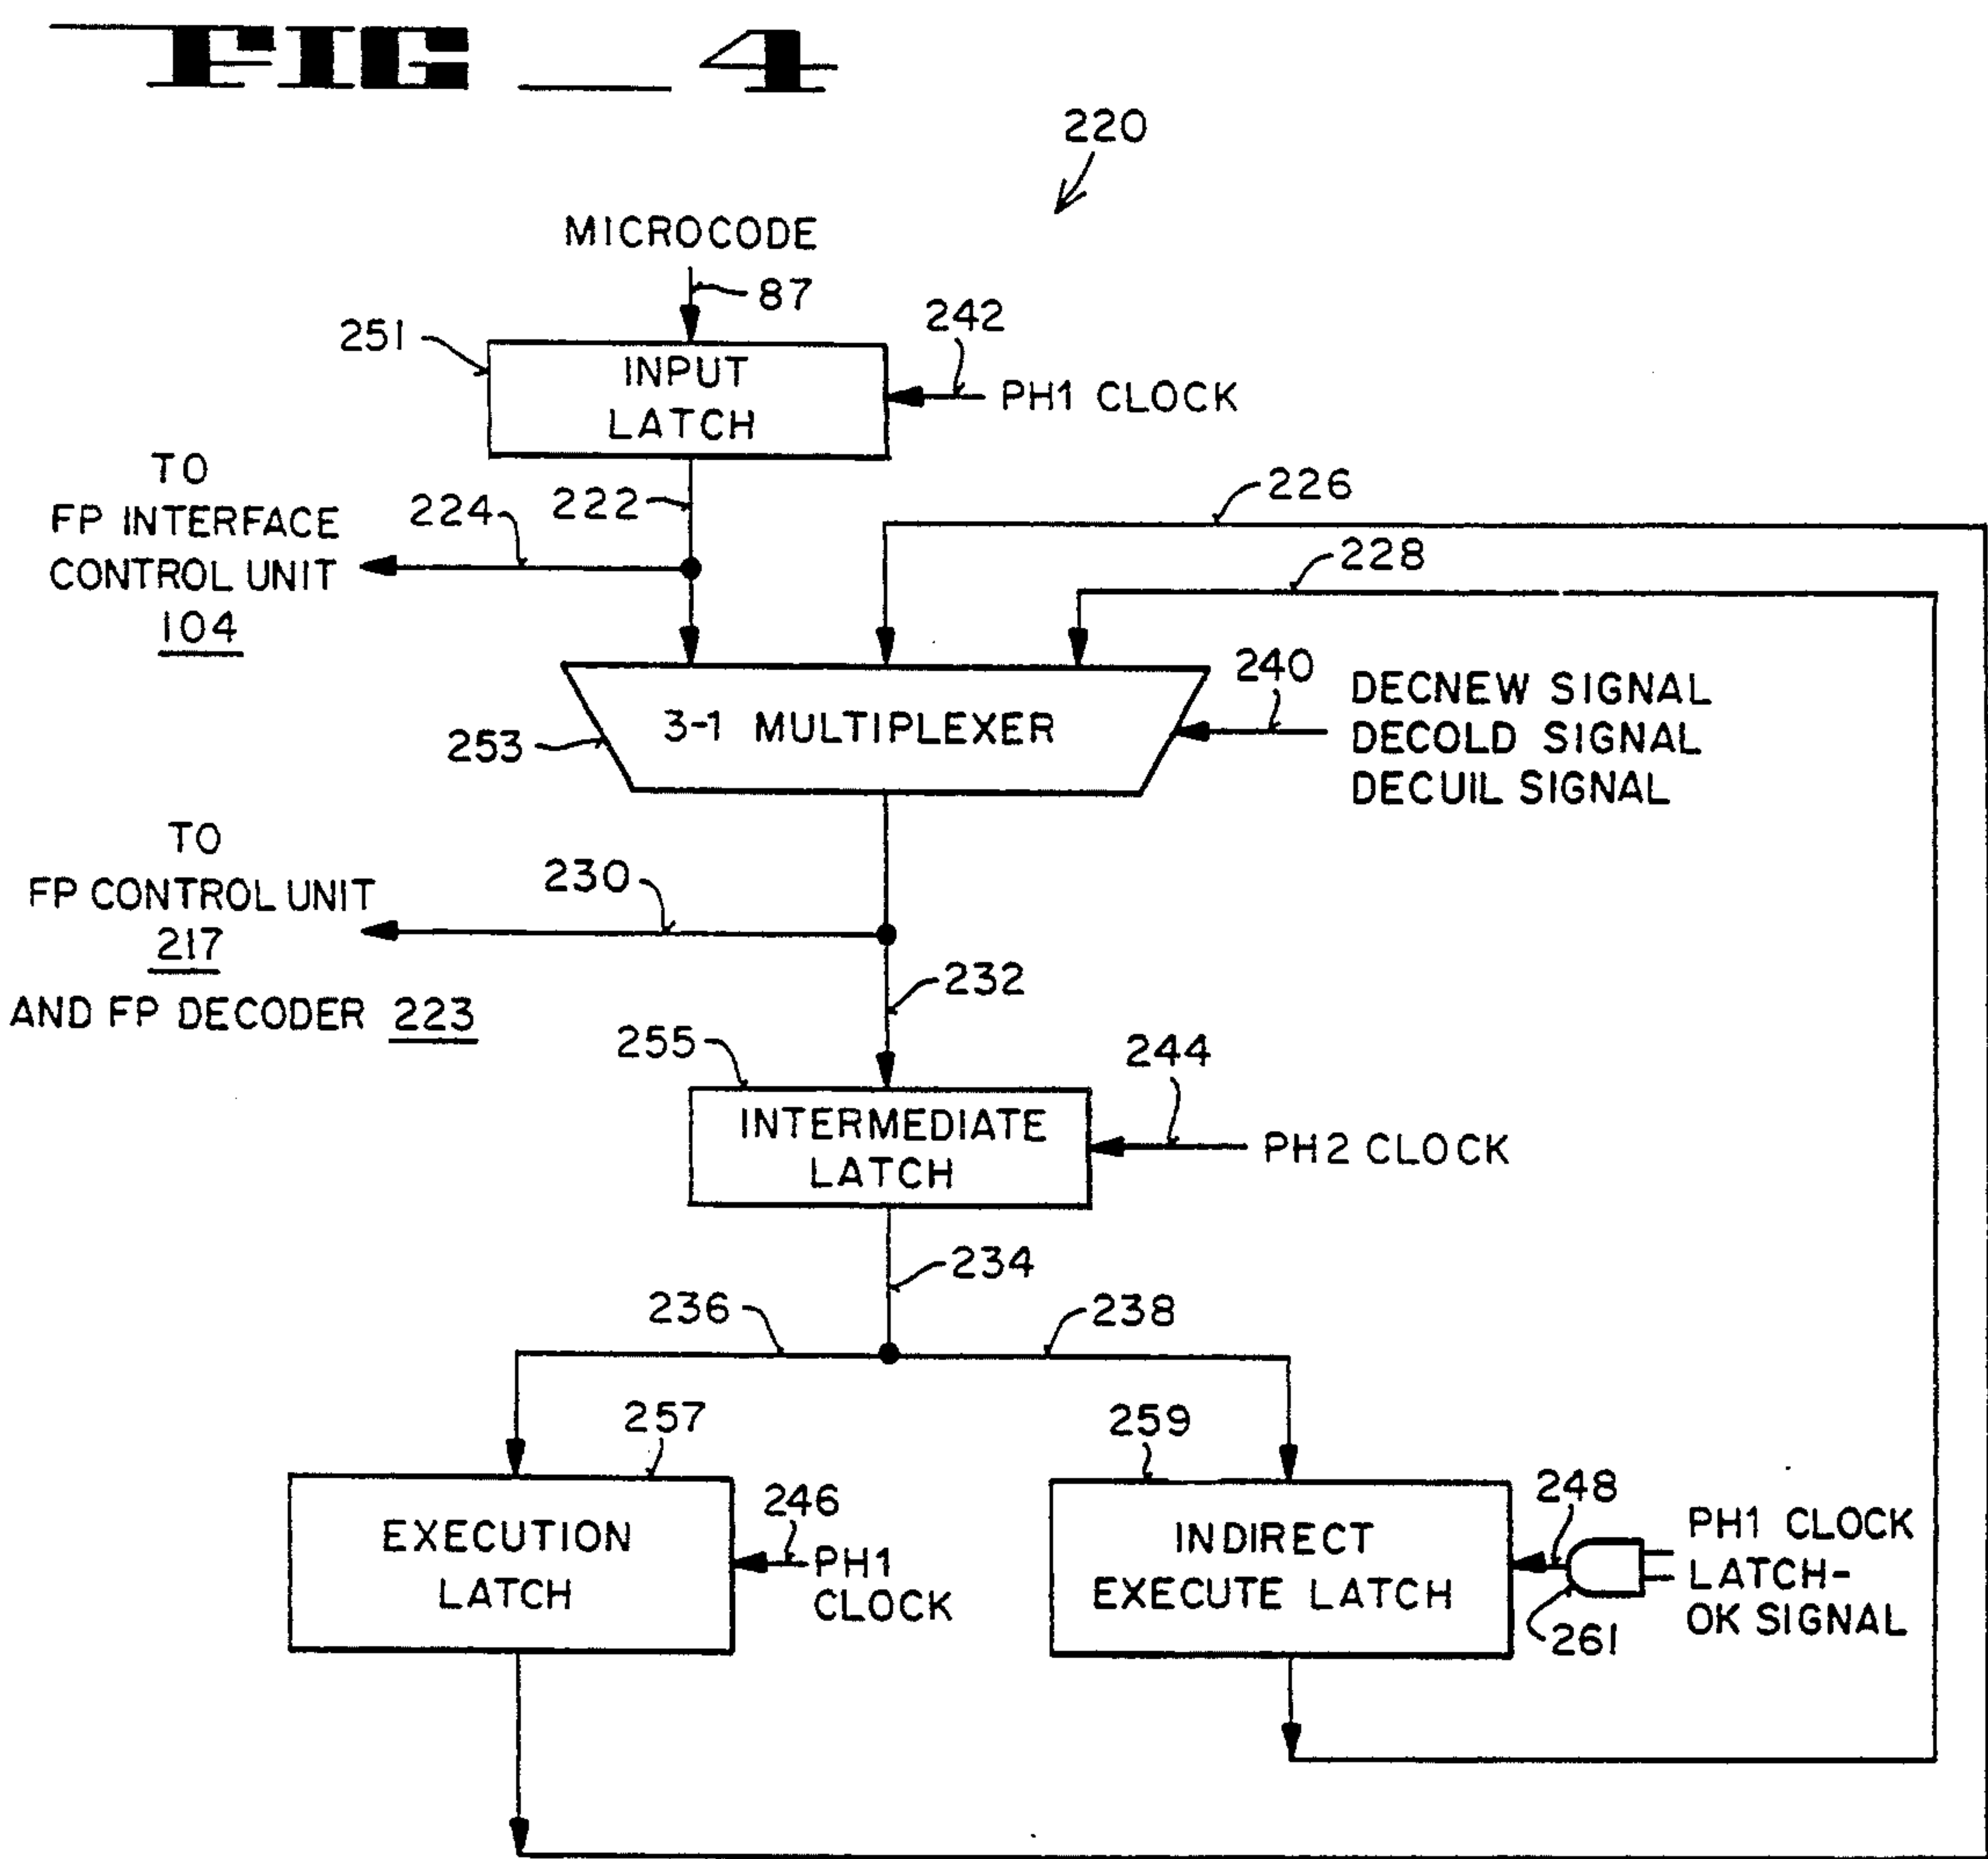 FIG_4
220
MICROCODE
87
251
INPUT
LATCH
242
PH1 CLOCK
TO
FP INTERFACE
CONTROL UNIT
104
224
222
226
228
253
3-1 MULTIPLEXER
240
DECNEW SIGNAL
DECOLD SIGNAL
DECUIL SIGNAL
TO
FP CONTROL UNIT
217
AND FP DECODER 223
230
232
255
INTERMEDIATE
LATCH
244
PH2 CLOCK
234
236
238
257
EXECUTION
LATCH
246
PH1
CLOCK
259
INDIRECT
EXECUTE LATCH
248
261
PH1 CLOCK
LATCH-
OK SIGNAL